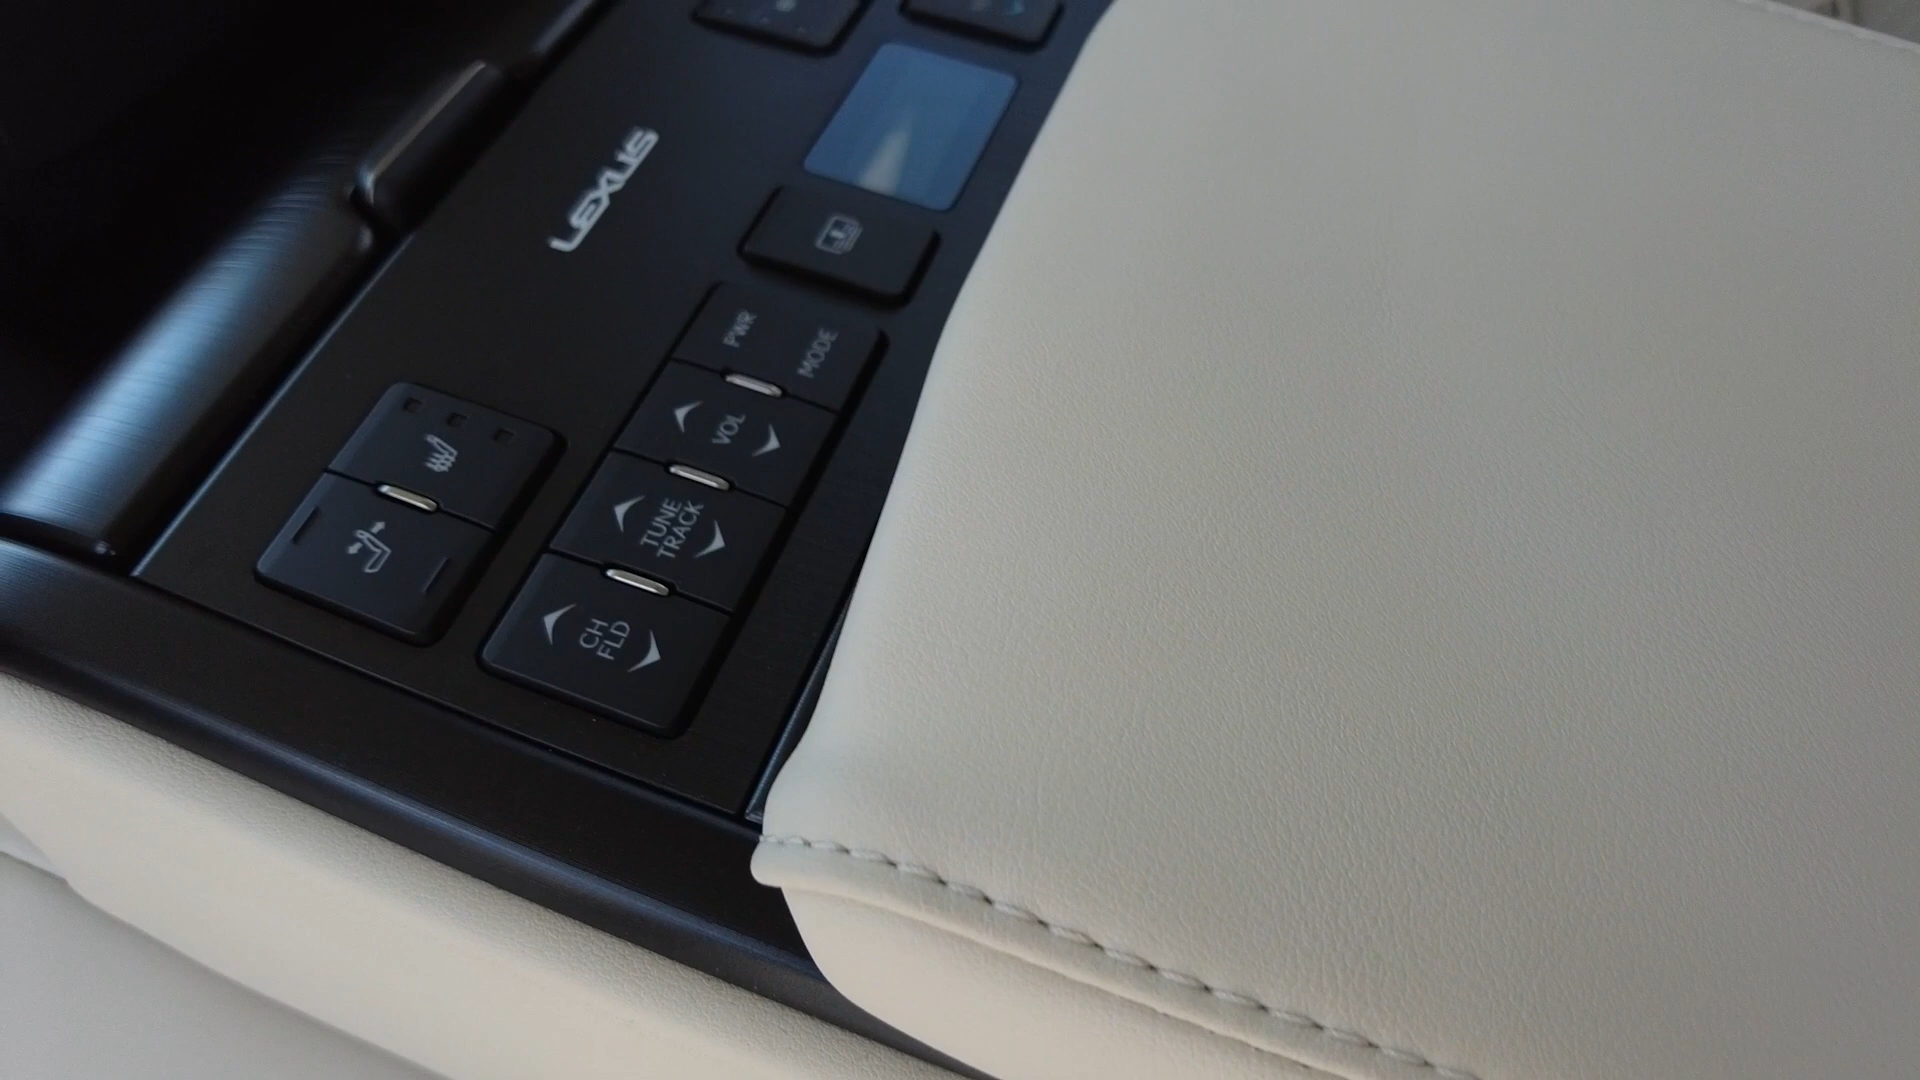 LEXUS
PWR
MODE
VOL
TUNE
TRACK
CH
FLD